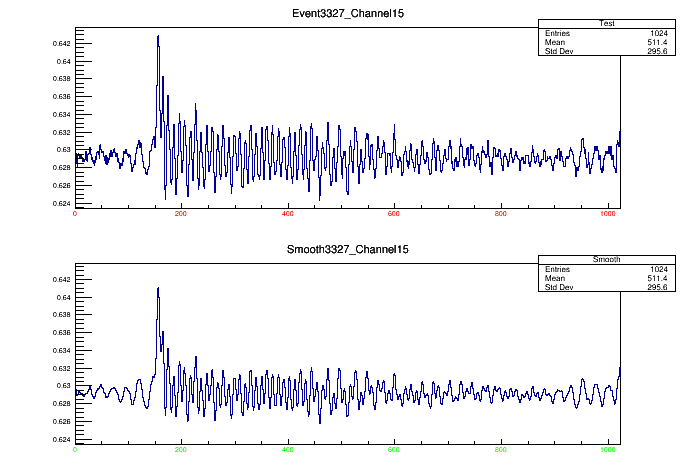 Event3327_Channel15
Test
Entries 1024
Mean 511.4
Std Dev 295.6
0.642
0.64
0.638
0.636
0.634
0.632
0.63
0.628
0.626
0.624
0 200 400 600 800 1000
Smooth3327_Channel15
Smooth
Entries 1024
Mean 511.4
Std Dev 295.6
0.642
0.64
0.638
0.636
0.634
0.632
0.63
0.628
0.626
0.624
0 200 400 600 800 1000